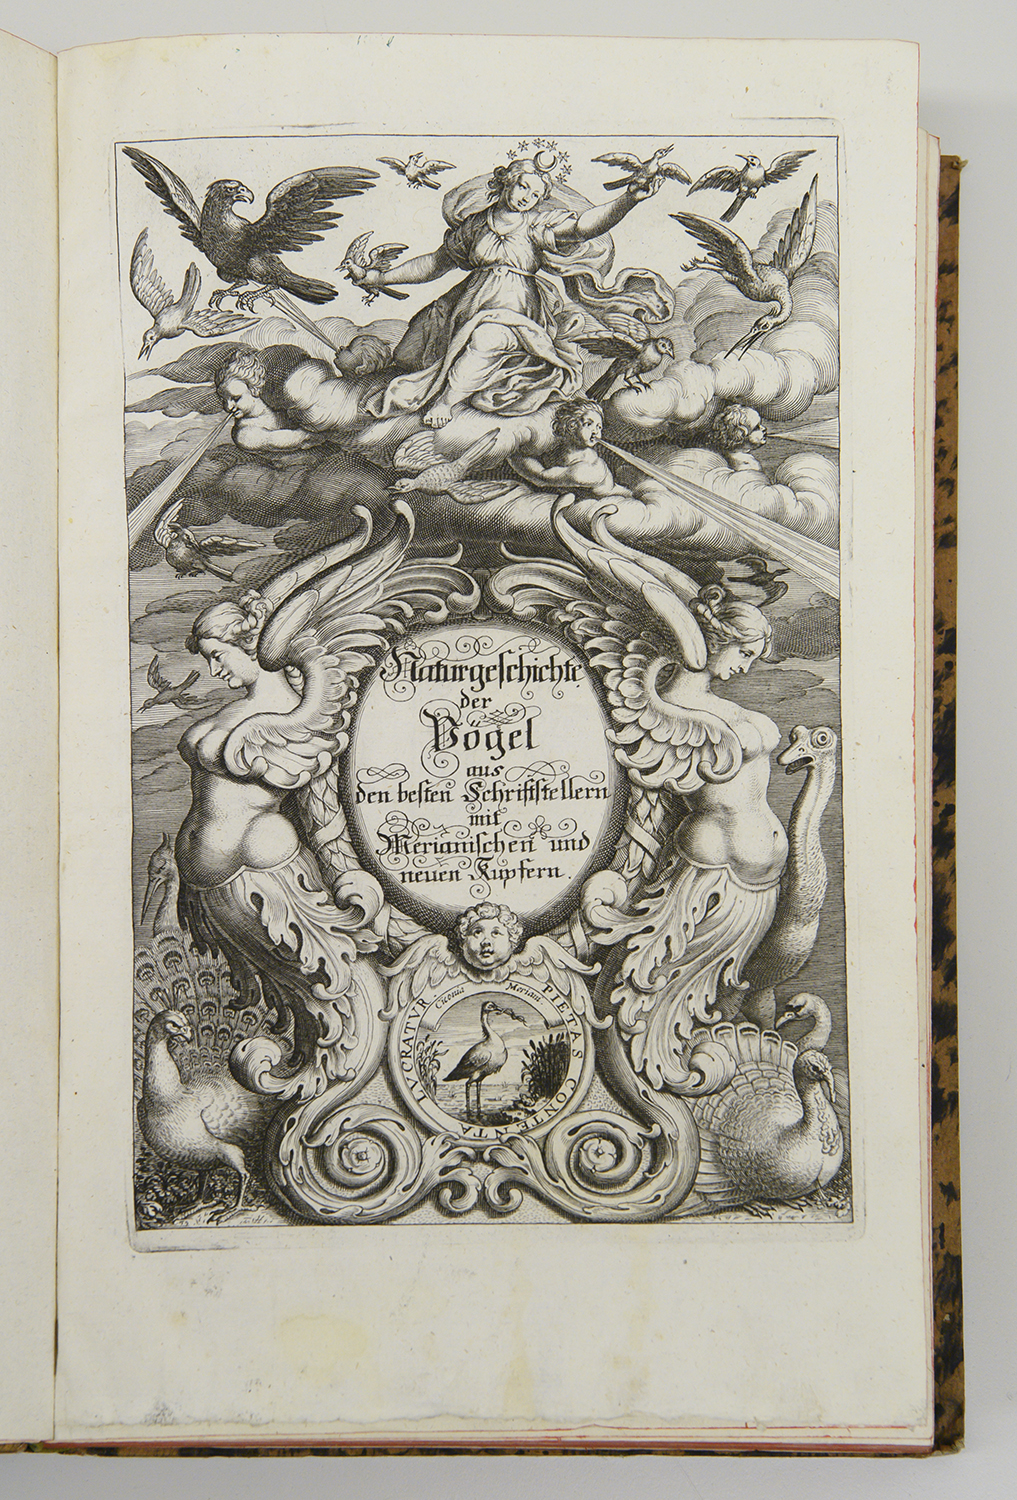 Naturgeschichte
der
Vögel
aus
den besten Schriftstellern
mit
Merianischen und
neuen Kupfern.
Ciconia Meriani
PIETAS CONTENTA LVCRATVR